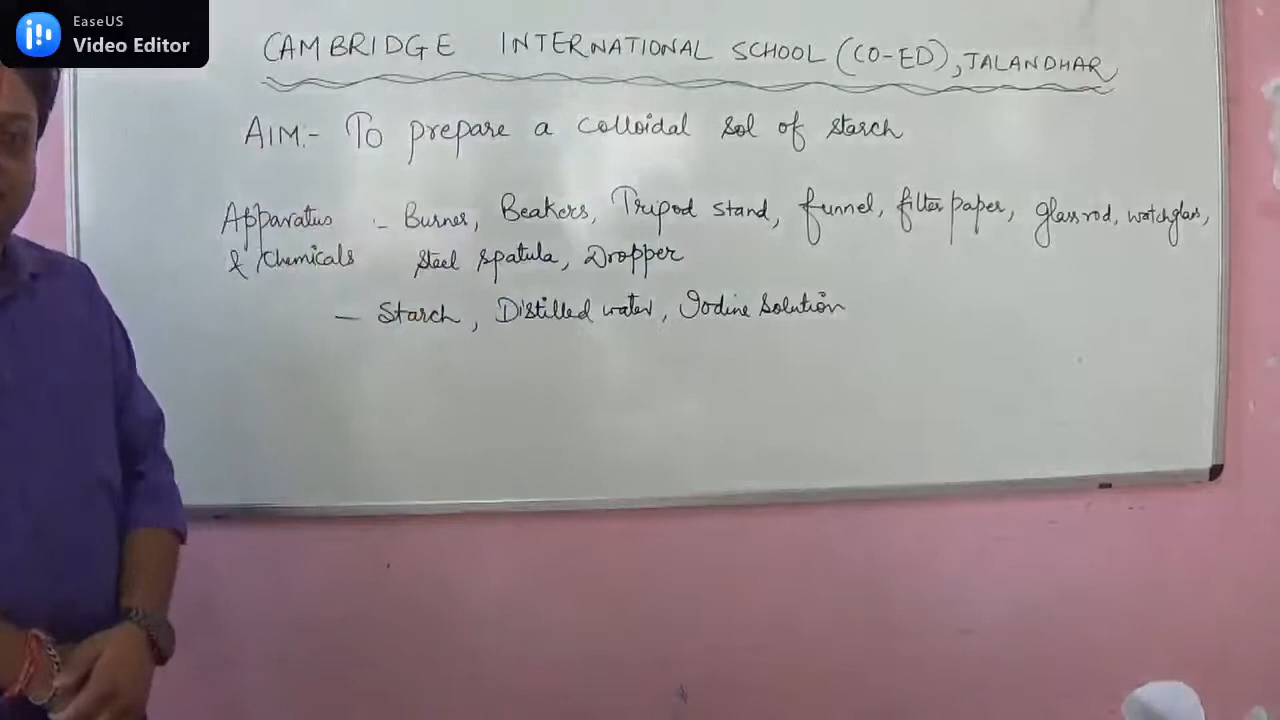 EaseUS
Video Editor
CAMBRIDGE INTERNATIONAL SCHOOL (CO-ED), JALANDHAR
AIM:- To prepare a colloidal sol of starch
Apparatus - Burner, Beakers, Tripod stand, funnel, filter paper, glass rod, watchglass,
& Chemicals Steel spatula, Dropper
— Starch, Distilled water, Iodine solution